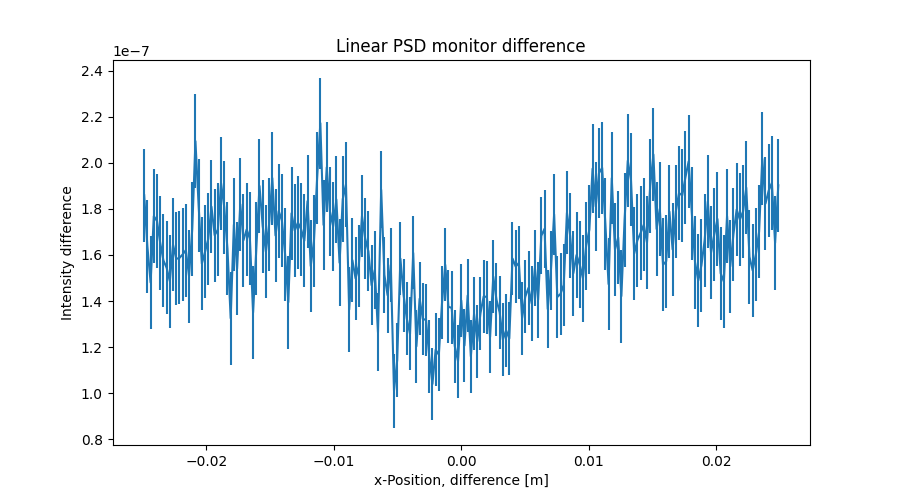 Linear PSD monitor difference
1e−7
2.4
2.2
2.0
1.8
1.6
1.4
1.2
1.0
0.8
Intensity difference
−0.02 −0.01 0.00 0.01 0.02
x-Position, difference [m]